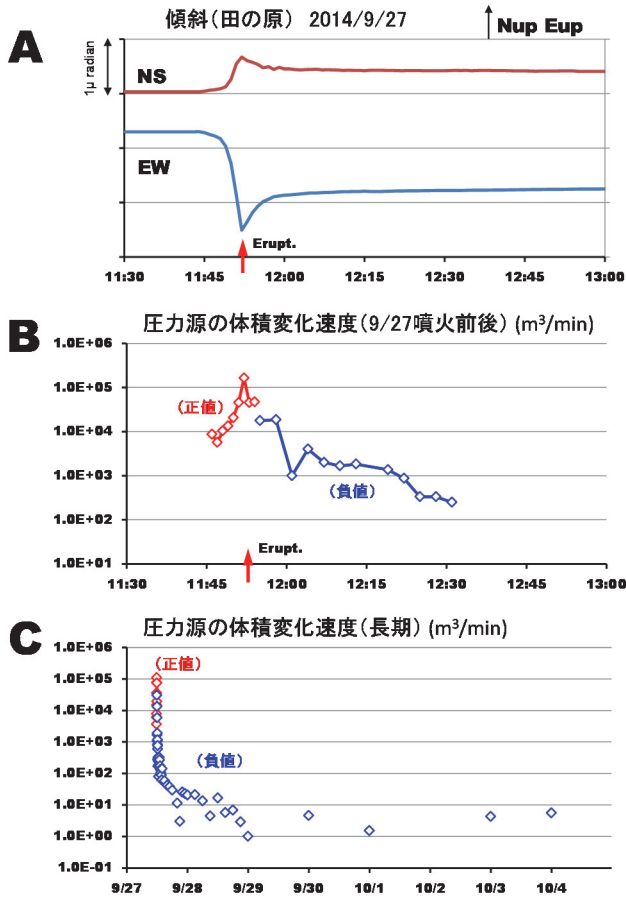 傾斜(田の原) 2014/9/27
Nup Eup
A
1μ radian
NS
EW
Erupt.
11:30 11:45 12:00 12:15 12:30 12:45 13:00
B
圧力源の体積変化速度(9/27噴火前後) (m³/min)
1.0E+06
1.0E+05
(正値)
1.0E+04
1.0E+03
(負値)
1.0E+02
Erupt.
1.0E+01
11:30 11:45 12:00 12:15 12:30 12:45 13:00
C
圧力源の体積変化速度(長期) (m³/min)
1.0E+06
(正値)
1.0E+05
1.0E+04
1.0E+03
(負値)
1.0E+02
1.0E+01
1.0E+00
1.0E-01
9/27 9/28 9/29 9/30 10/1 10/2 10/3 10/4